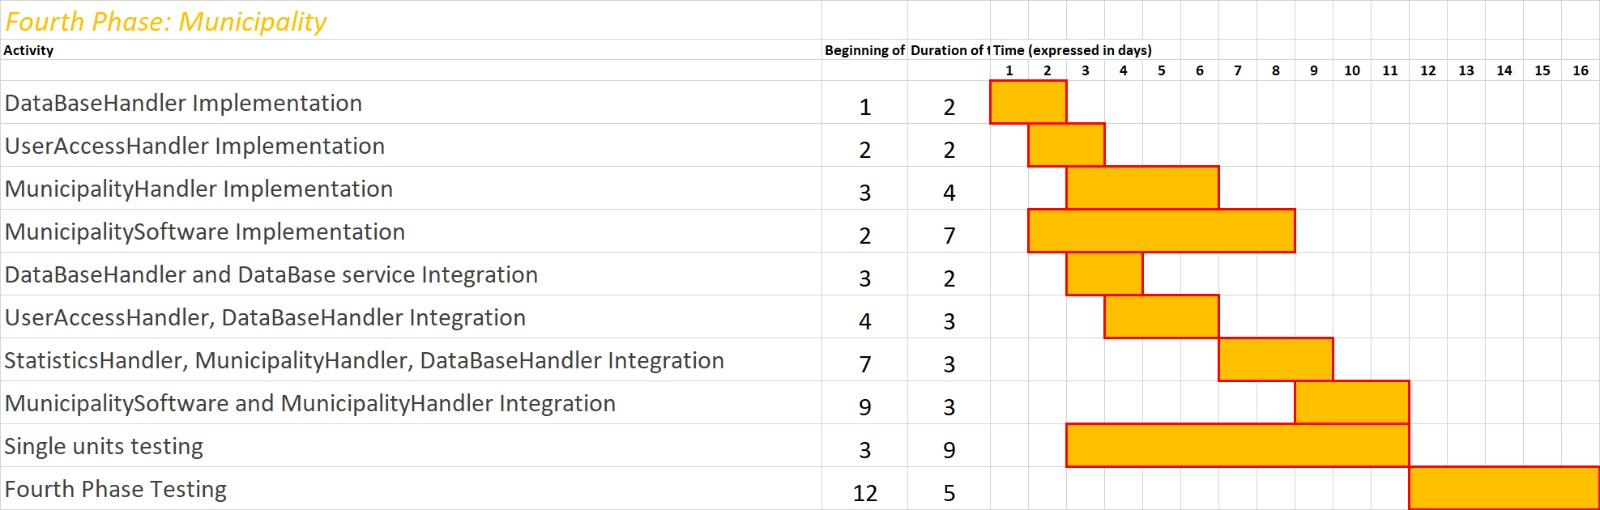 Fourth Phase: Municipality
Activity Beginning of Duration of t Time (expressed in days)
1 2 3 4 5 6 7 8 9 10 11 12 13 14 15 16
DataBaseHandler Implementation 1 2
UserAccessHandler Implementation 2 2
MunicipalityHandler Implementation 3 4
MunicipalitySoftware Implementation 2 7
DataBaseHandler and DataBase service Integration 3 2
UserAccessHandler, DataBaseHandler Integration 4 3
StatisticsHandler, MunicipalityHandler, DataBaseHandler Integration 7 3
MunicipalitySoftware and MunicipalityHandler Integration 9 3
Single units testing 3 9
Fourth Phase Testing 12 5